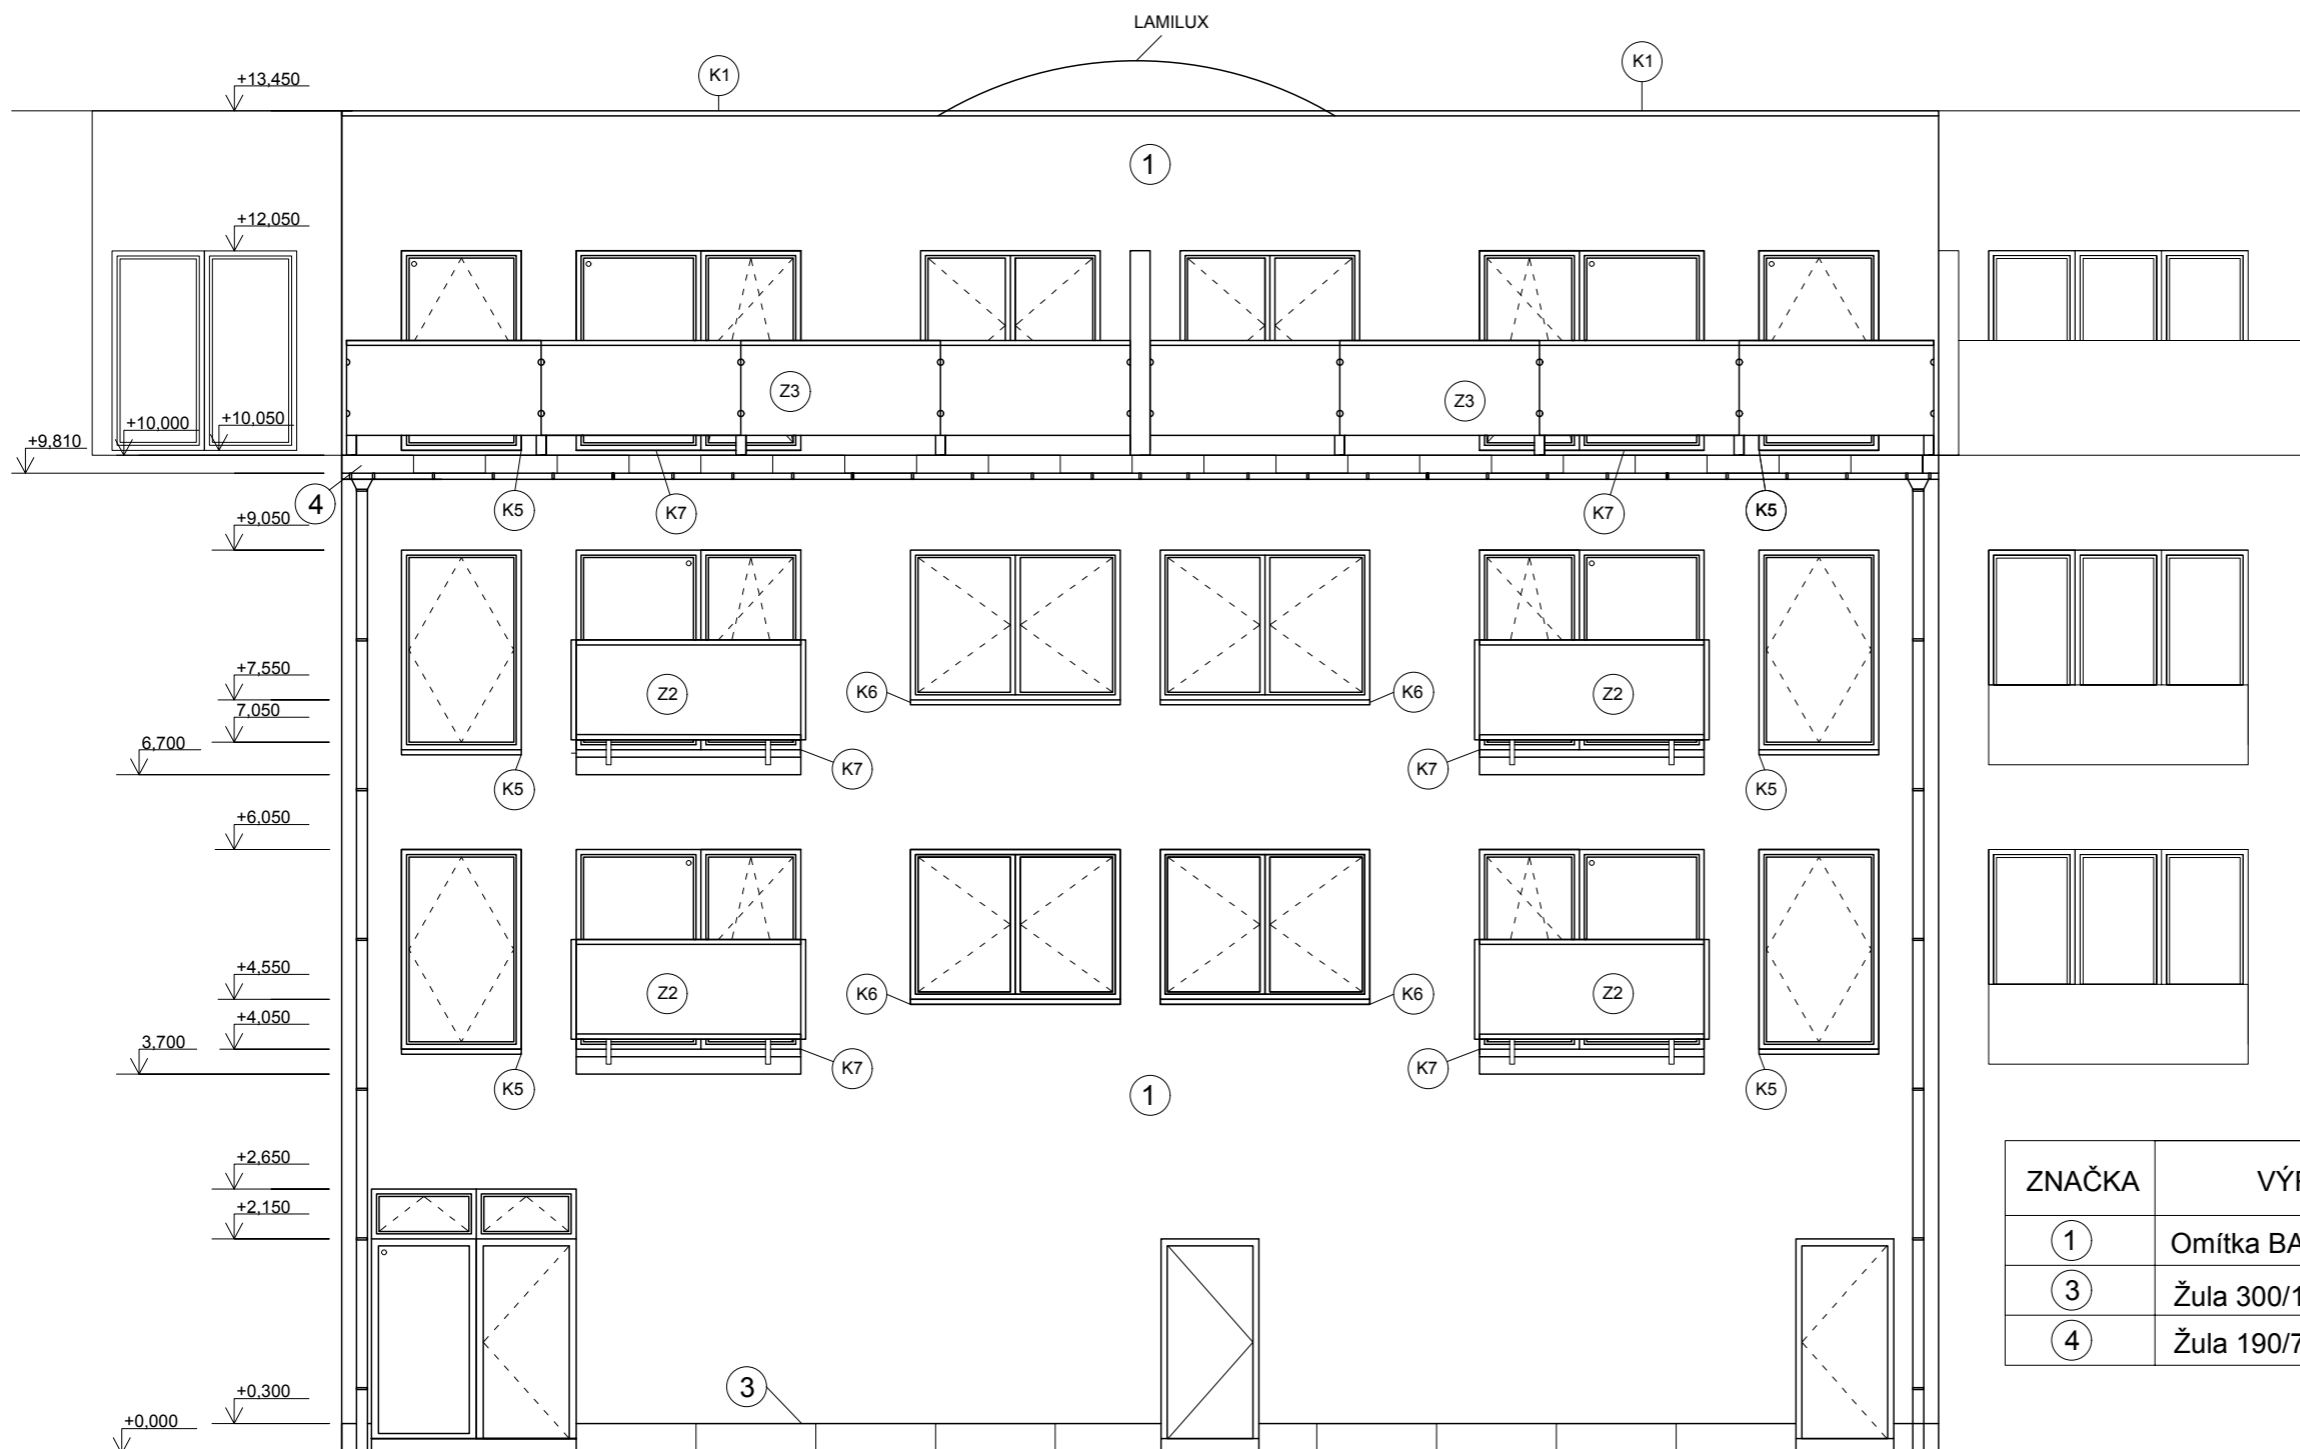 LAMILUX
K1
K1
+13,450
1
+12,050
Z3
Z3
+10,000
+10,050
+9,810
4
K5
K7
K7
K5
+9,050
+7,550
Z2
K6
K6
Z2
7,050
6,700
K7
K7
K5
K5
+6,050
+4,550
Z2
K6
K6
Z2
+4,050
3,700
K7
K7
K5
K5
1
+2,650
+2,150
ZNAČKA
1 Omítka
3 Žula
4 Žula
3
+0,300
+0,000